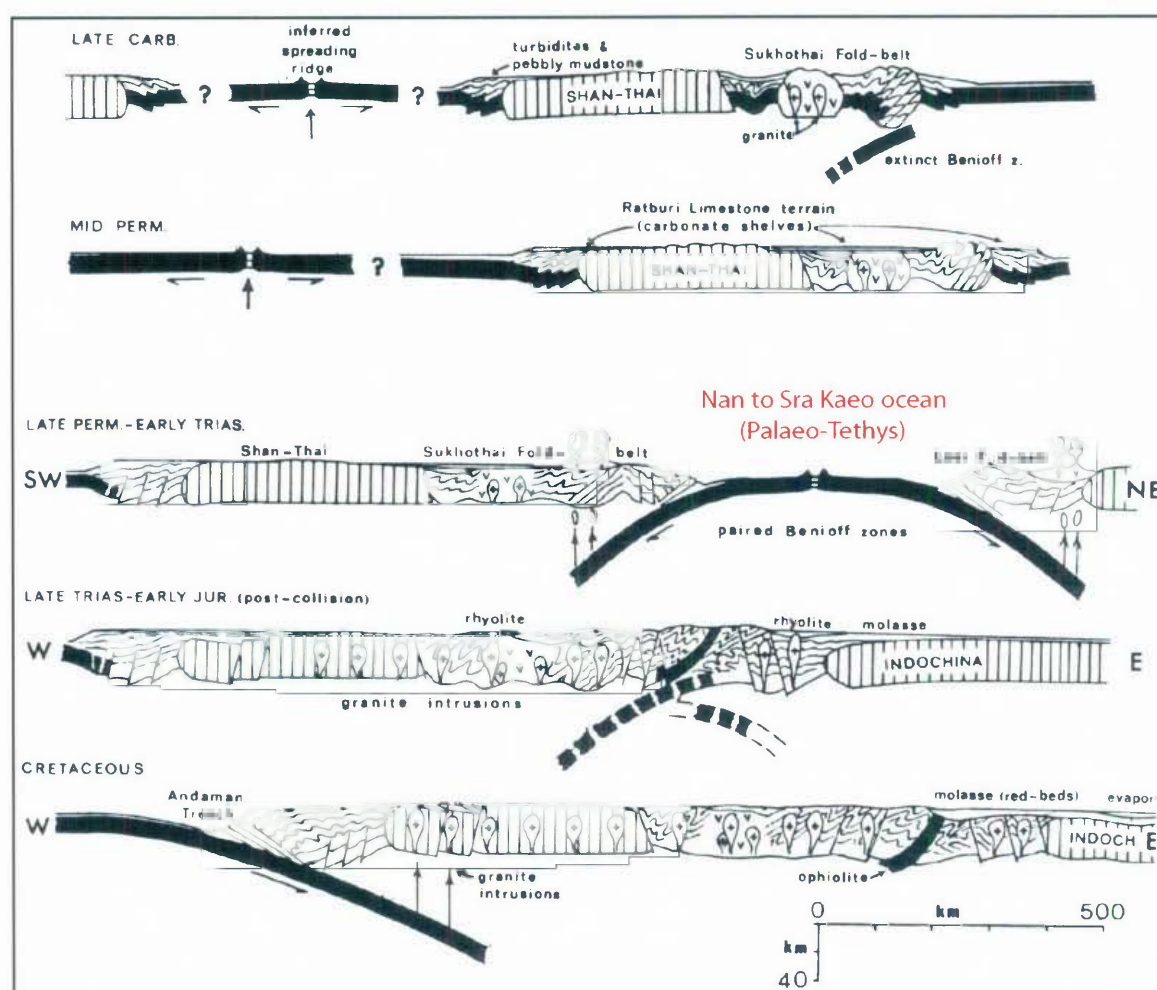 LATE CARB.
inferred
spreading
ridge
turbiditas &
pebbly mudstone
Sukhothai Fold-belt
?
?
SHAN-THAI
granite
extinct Benioff z.
MID PERM.
Ratburi Limestone terrain
(carbonate shelves)
?
SHAN-THAI
Nan to Sra Kaeo ocean
(Palaeo-Tethys)
LATE PERM.-EARLY TRIAS.
Shan-Thai
Sukhothai Fold-belt
SW
NE
paired Benioff zones
LATE TRIAS-EARLY JUR. (post-collision)
rhyolite
rhyolite
molasse
W
INDOCHINA
E
granite intrusions
CRETACEOUS
Andaman
molasse (red-beds)
evapor
W
INDOCH
E
granite
intrusions
ophiolite
0
km
500
km
40